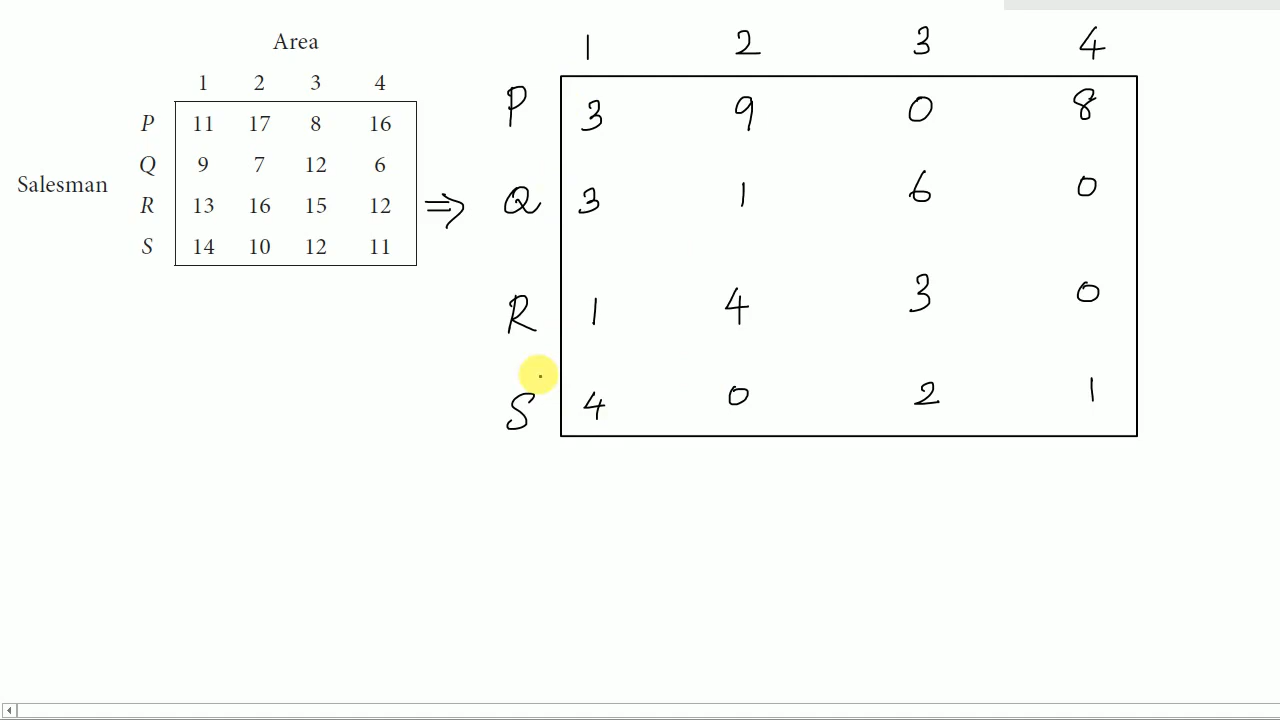 Area
1 2 3 4
P 11 17 8 16
Q 9 7 12 6
Salesman
R 13 16 15 12
S 14 10 12 11
⇒
1 2 3 4
P 3 9 0 8
Q 3 1 6 0
R 1 4 3 0
S 4 0 2 1